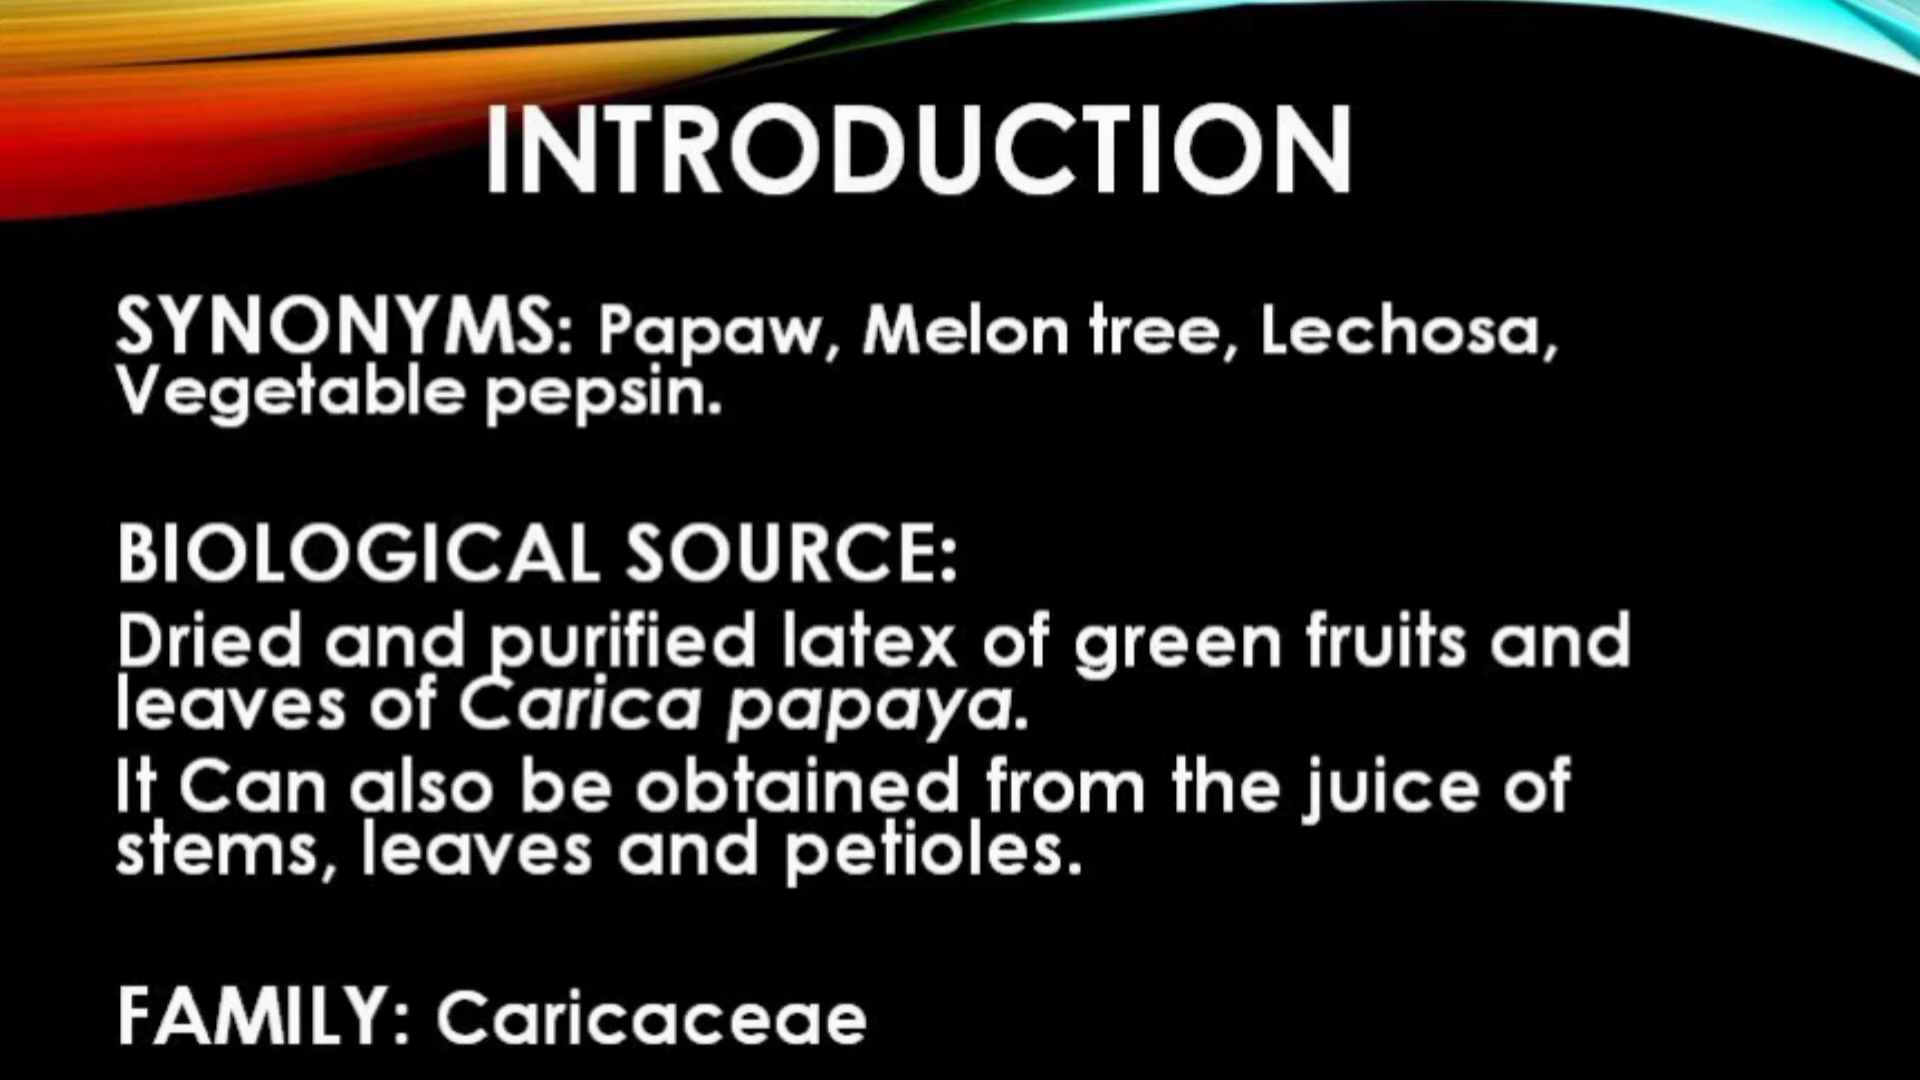 INTRODUCTION
SYNONYMS: Papaw, Melon tree, Lechosa,
Vegetable pepsin.
BIOLOGICAL SOURCE:
Dried and purified latex of green fruits and
leaves of Carica papaya.
It Can also be obtained from the juice of
stems, leaves and petioles.
FAMILY: Caricaceae